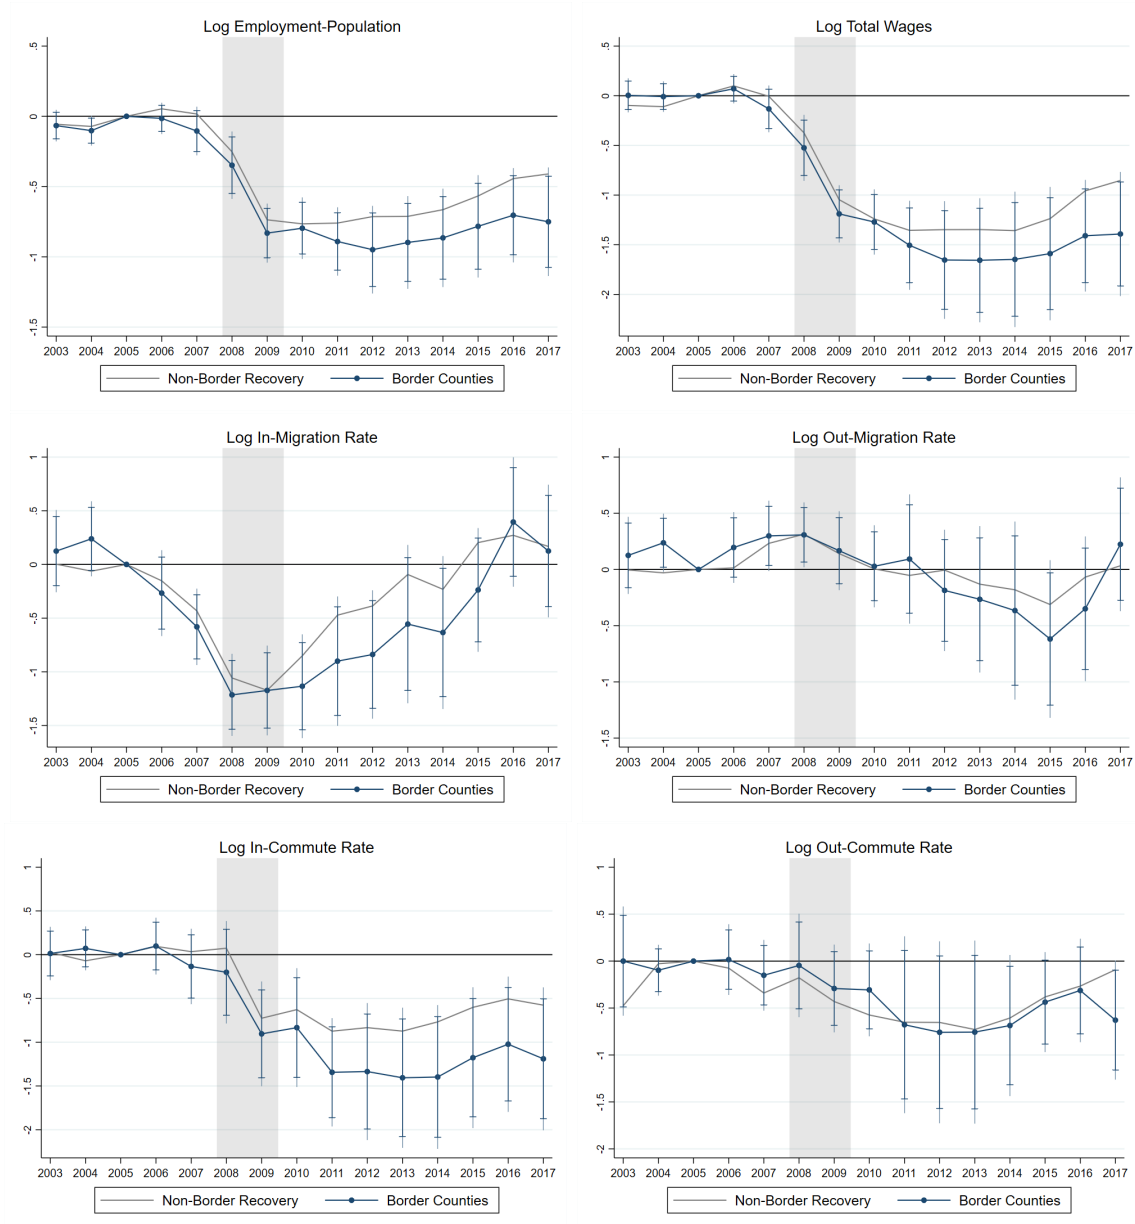 Log Employment-Population
.5
0
-.5
-1
-1.5
2003 2004 2005 2006 2007 2008 2009 2010 2011 2012 2013 2014 2015 2016 2017
Non-Border Recovery Border Counties
Log Total Wages
.5
0
-.5
-1
-1.5
-2
2003 2004 2005 2006 2007 2008 2009 2010 2011 2012 2013 2014 2015 2016 2017
Non-Border Recovery Border Counties
Log In-Migration Rate
1
.5
0
-.5
-1
-1.5
2003 2004 2005 2006 2007 2008 2009 2010 2011 2012 2013 2014 2015 2016 2017
Non-Border Recovery Border Counties
Log Out-Migration Rate
1
.5
0
-.5
-1
-1.5
2003 2004 2005 2006 2007 2008 2009 2010 2011 2012 2013 2014 2015 2016 2017
Non-Border Recovery Border Counties
Log In-Commute Rate
1
.5
0
-.5
-1
-1.5
-2
2003 2004 2005 2006 2007 2008 2009 2010 2011 2012 2013 2014 2015 2016 2017
Non-Border Recovery Border Counties
Log Out-Commute Rate
1
.5
0
-.5
-1
-1.5
-2
2003 2004 2005 2006 2007 2008 2009 2010 2011 2012 2013 2014 2015 2016 2017
Non-Border Recovery Border Counties